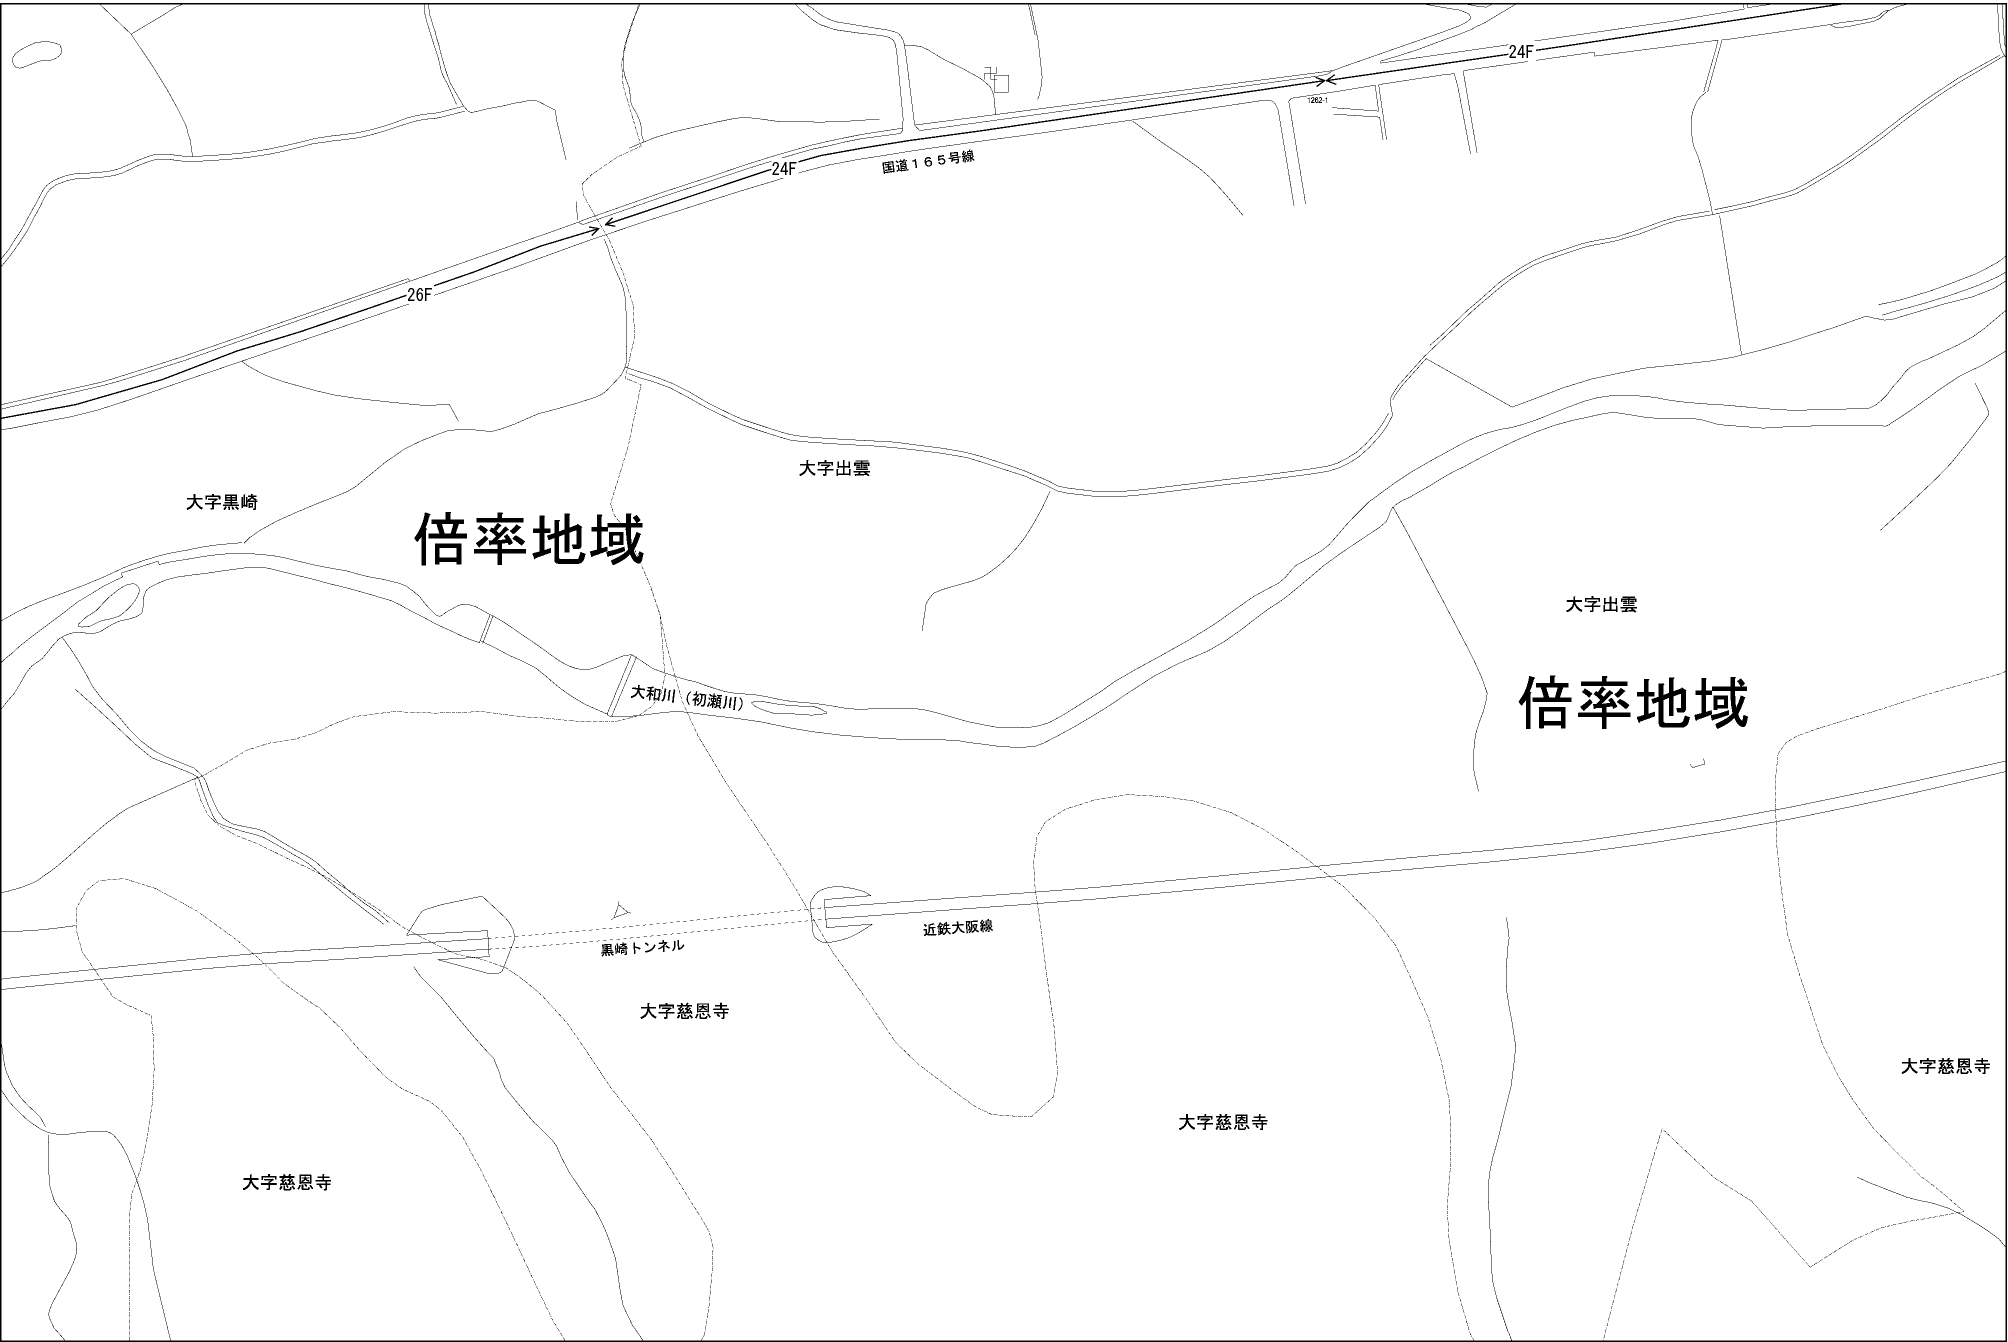 24F
1262-1
国道１６５号線
24F
26F
大字出雲
大字黒崎
倍率地域
大字出雲
大和川（初瀬川）
倍率地域
近鉄大阪線
黒崎トンネル
大字慈恩寺
大字慈恩寺
大字慈恩寺
大字慈恩寺